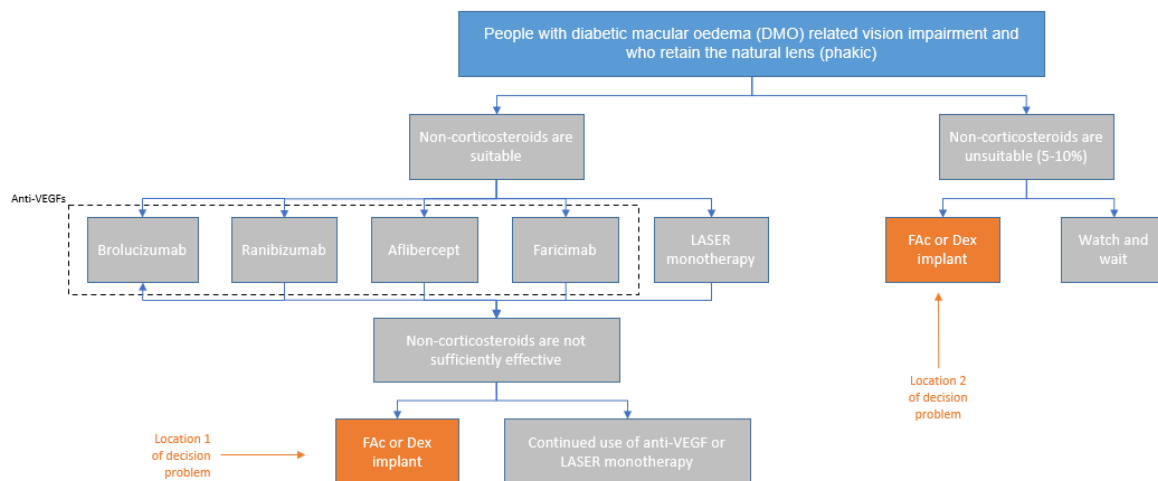 People with diabetic macular oedema (DMO) related vision impairment and
who retain the natural lens (phakic)
Non-corticosteroids are
suitable
Non-corticosteroids are
unsuitable (5-10%)
Anti-VEGFs
Brolucizumab
Ranibizumab
Aflibercept
Faricimab
LASER
monotherapy
FAc or Dex
implant
Watch and
wait
Non-corticosteroids are not
sufficiently effective
Location 2
of decision
problem
Location 1
of decision
problem
FAc or Dex
implant
Continued use of anti-VEGF or
LASER monotherapy